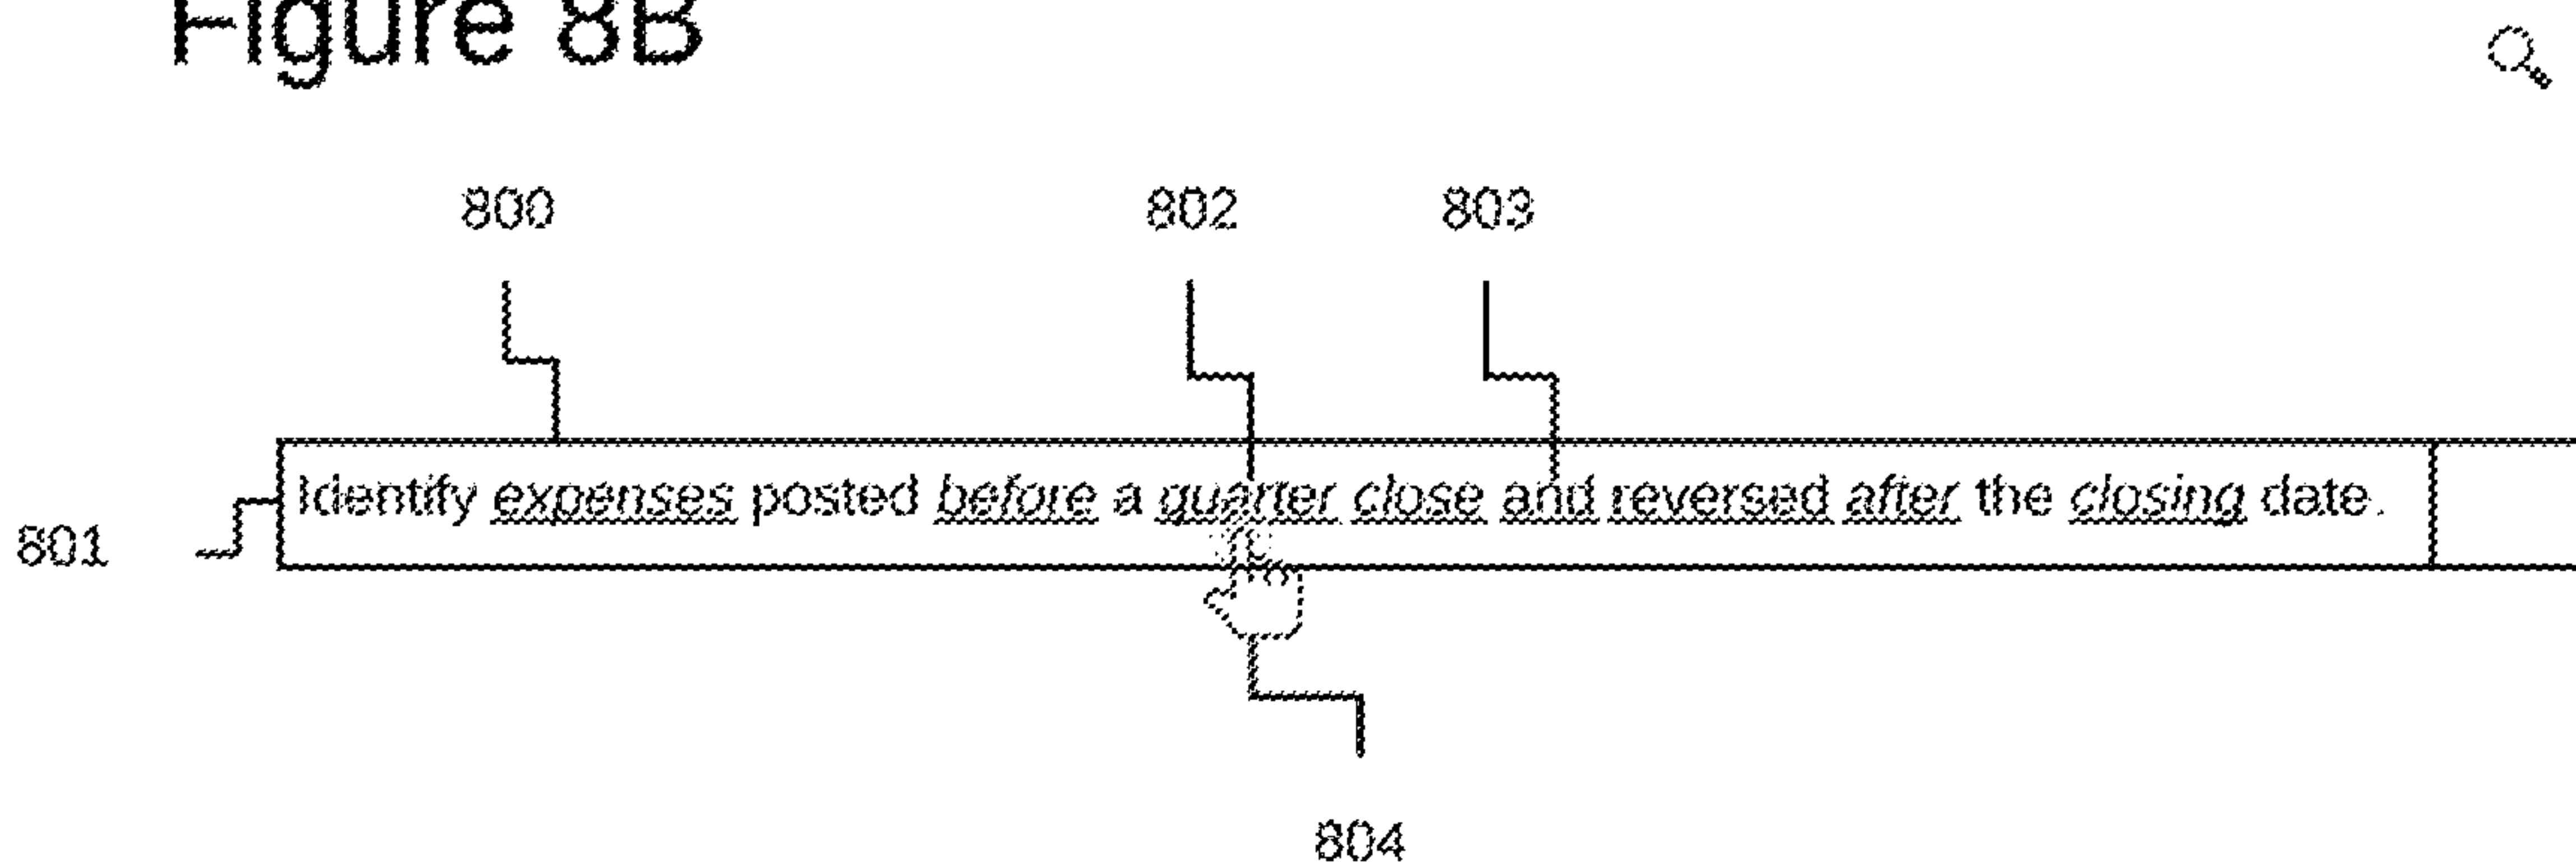 Figure 8B
800
802
803
Identify expenses posted before a quarter close and reversed after the closing date.
801
804